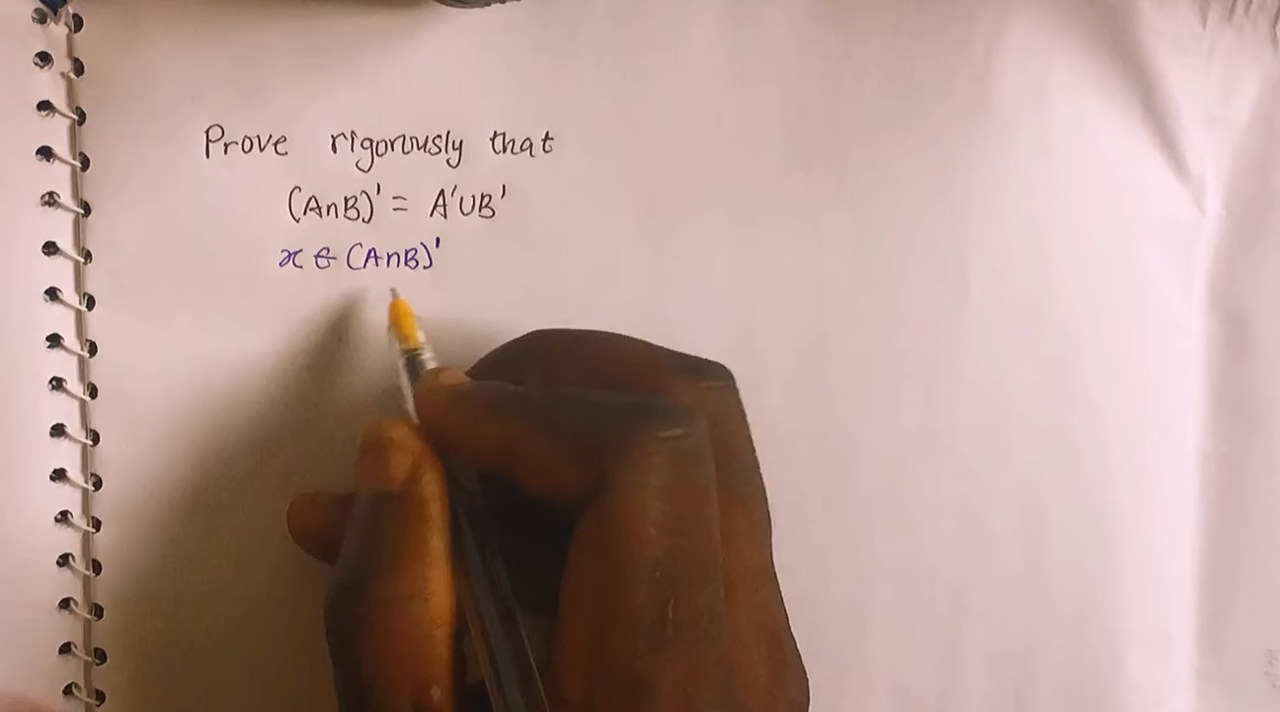 Prove rigorously that
(A∩B)' = A'∪B'
x ∈ (A∩B)'